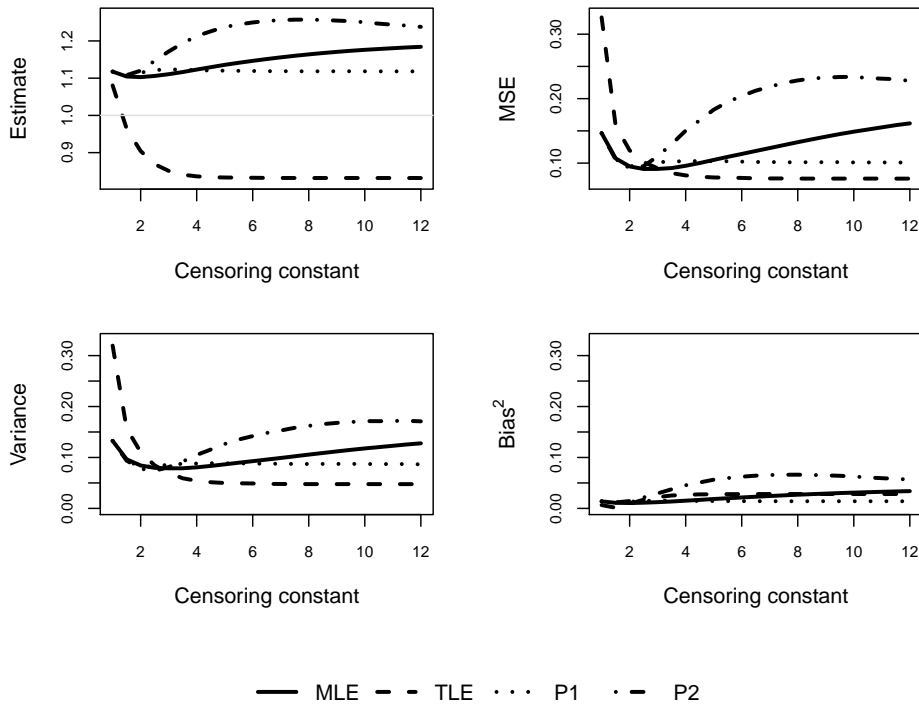 Estimate
0.9 1.0 1.1 1.2
2 4 6 8 10 12
Censoring constant
MSE
0.10 0.20 0.30
2 4 6 8 10 12
Censoring constant
Variance
0.00 0.10 0.20 0.30
2 4 6 8 10 12
Censoring constant
Bias²
0.00 0.10 0.20 0.30
2 4 6 8 10 12
Censoring constant
MLE TLE P1 P2